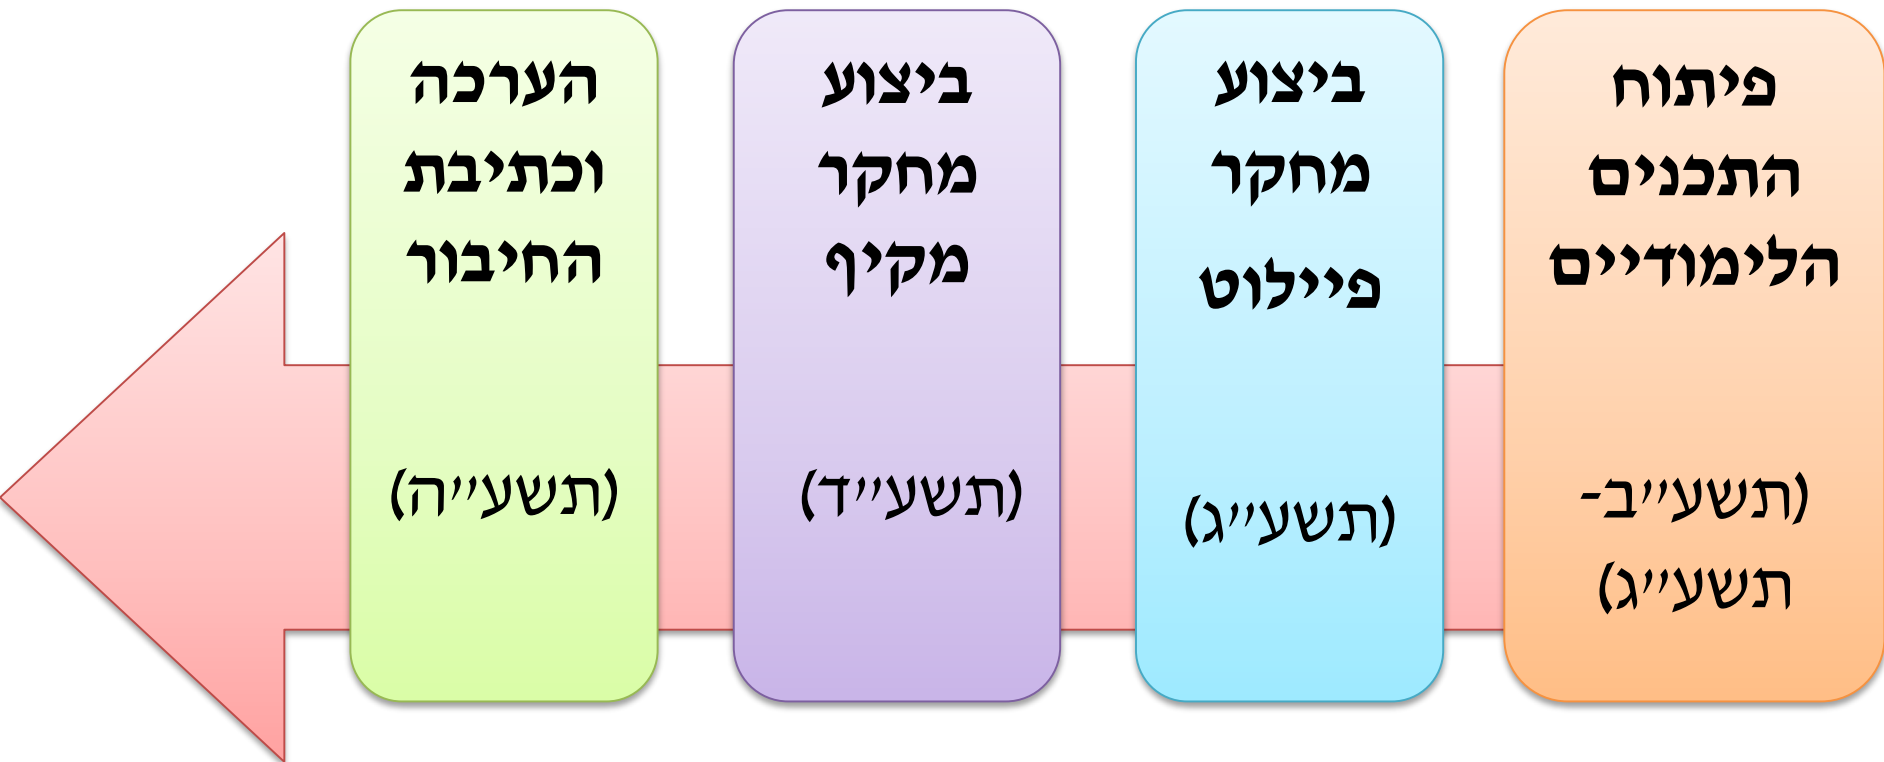 פיתוח
התכנים
הלימודיים
(תשע''ב-
תשע''ג)
ביצוע
מחקר
פיילוט
(תשע''ג)
ביצוע
מחקר
מקיף
(תשע''ד)
הערכה
וכתיבת
החיבור
(תשע''ה)